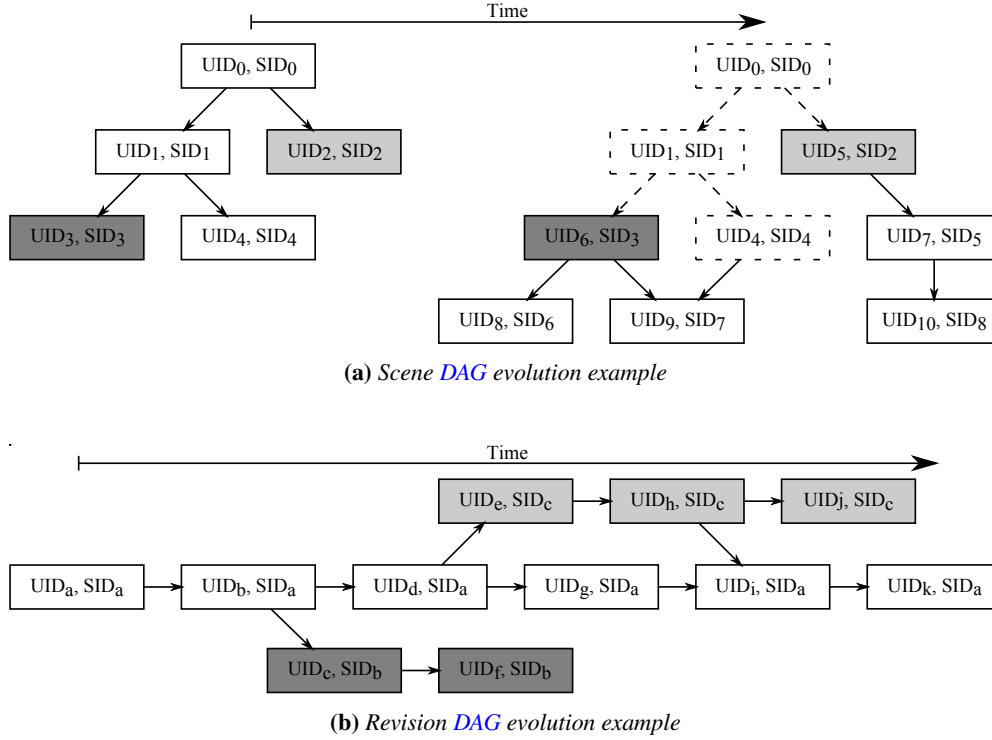 Time
UID0, SID0 UID0, SID0
UID1, SID1 UID2, SID2 UID1, SID1 UID5, SID2
UID3, SID3 UID4, SID4 UID6, SID3 UID4, SID4 UID7, SID5
UID8, SID6 UID9, SID7 UID10, SID8
(a) Scene DAG evolution example
Time
UIDe, SIDc UIDh, SIDc UIDj, SIDc
UIDa, SIDa UIDb, SIDa UIDd, SIDa UIDg, SIDa UIDi, SIDa UIDk, SIDa
UIDc, SIDb UIDf, SIDb
(b) Revision DAG evolution example